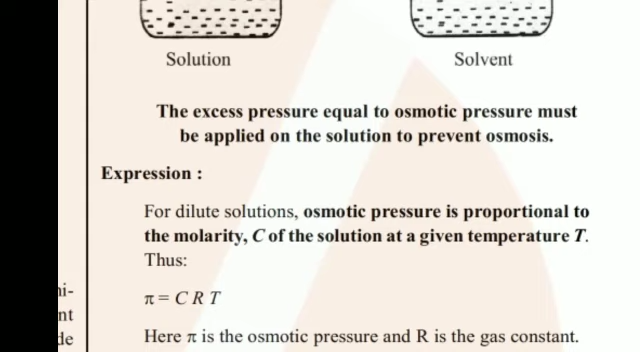 Solution Solvent
The excess pressure equal to osmotic pressure must
be applied on the solution to prevent osmosis.
Expression :
For dilute solutions, osmotic pressure is proportional to
the molarity, C of the solution at a given temperature T.
Thus:
π = C R T
Here π is the osmotic pressure and R is the gas constant.